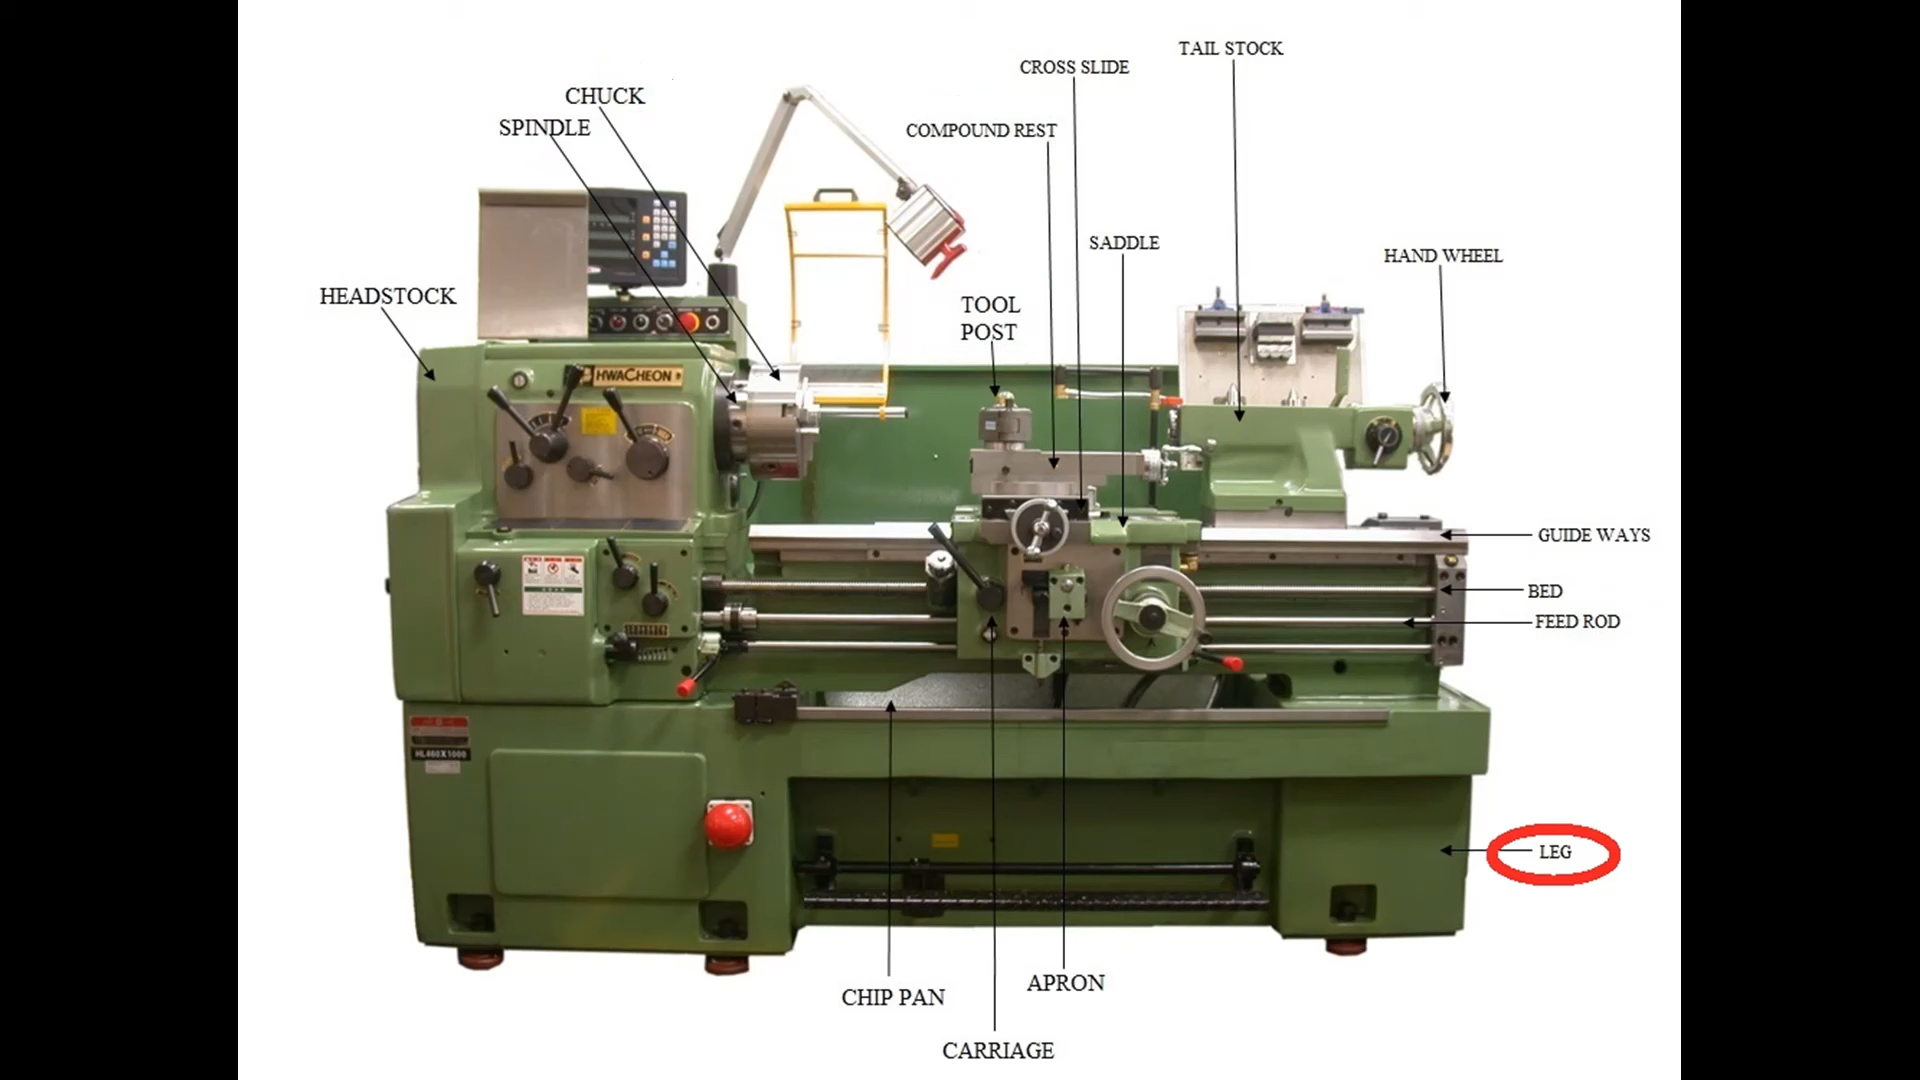 TAIL STOCK
CROSS SLIDE
CHUCK
SPINDLE
COMPOUND REST
SADDLE
HAND WHEEL
HEADSTOCK
TOOL
POST
HWACHEON
GUIDE WAYS
BED
FEED ROD
HL460X1000
LEG
APRON
CHIP PAN
CARRIAGE